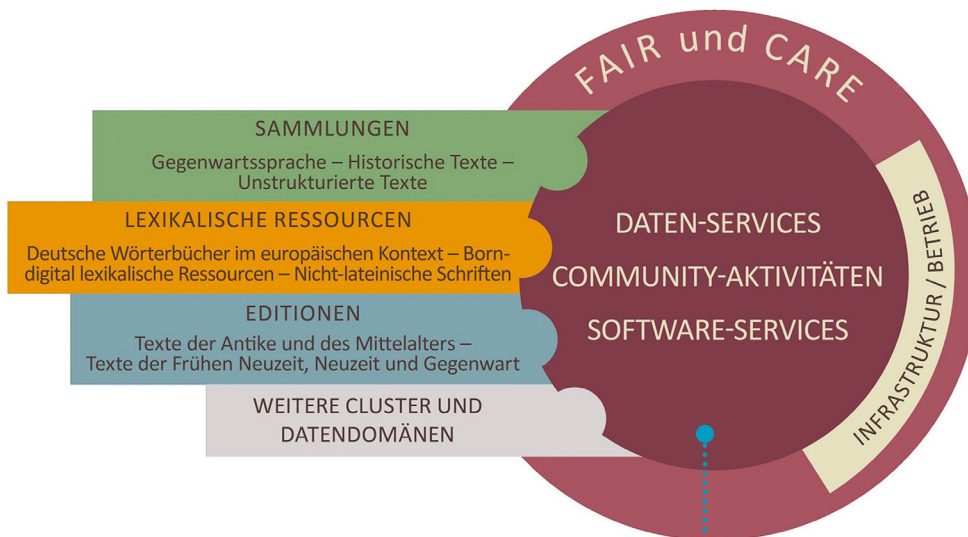 FAIR und CARE
SAMMLUNGEN
Gegenwartssprache – Historische Texte –
Unstrukturierte Texte
LEXIKALISCHE RESSOURCEN
Deutsche Wörterbücher im europäischen Kontext – Born-
digital lexikalische Ressourcen – Nicht-lateinische Schriften
EDITIONEN
Texte der Antike und des Mittelalters –
Texte der Frühen Neuzeit, Neuzeit und Gegenwart
WEITERE CLUSTER UND
DATENDOMÄNEN
DATEN-SERVICES
COMMUNITY-AKTIVITÄTEN
SOFTWARE-SERVICES
INFRASTRUKTUR / BETRIEB